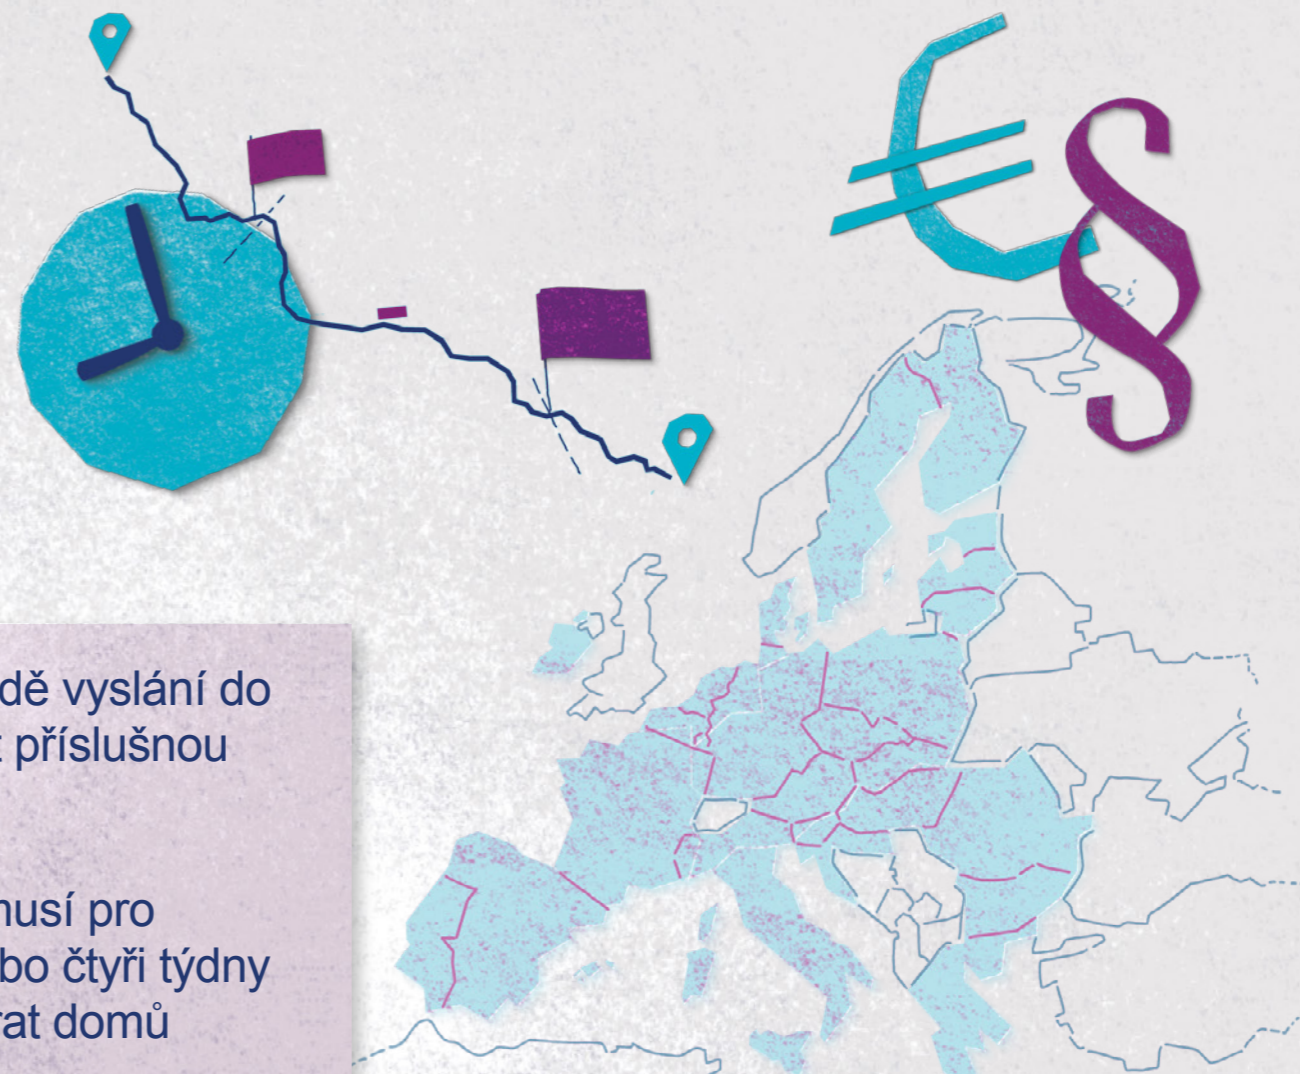 dě vyslání do
příslušnou
musí pro
bo čtyři týdny
rat domů